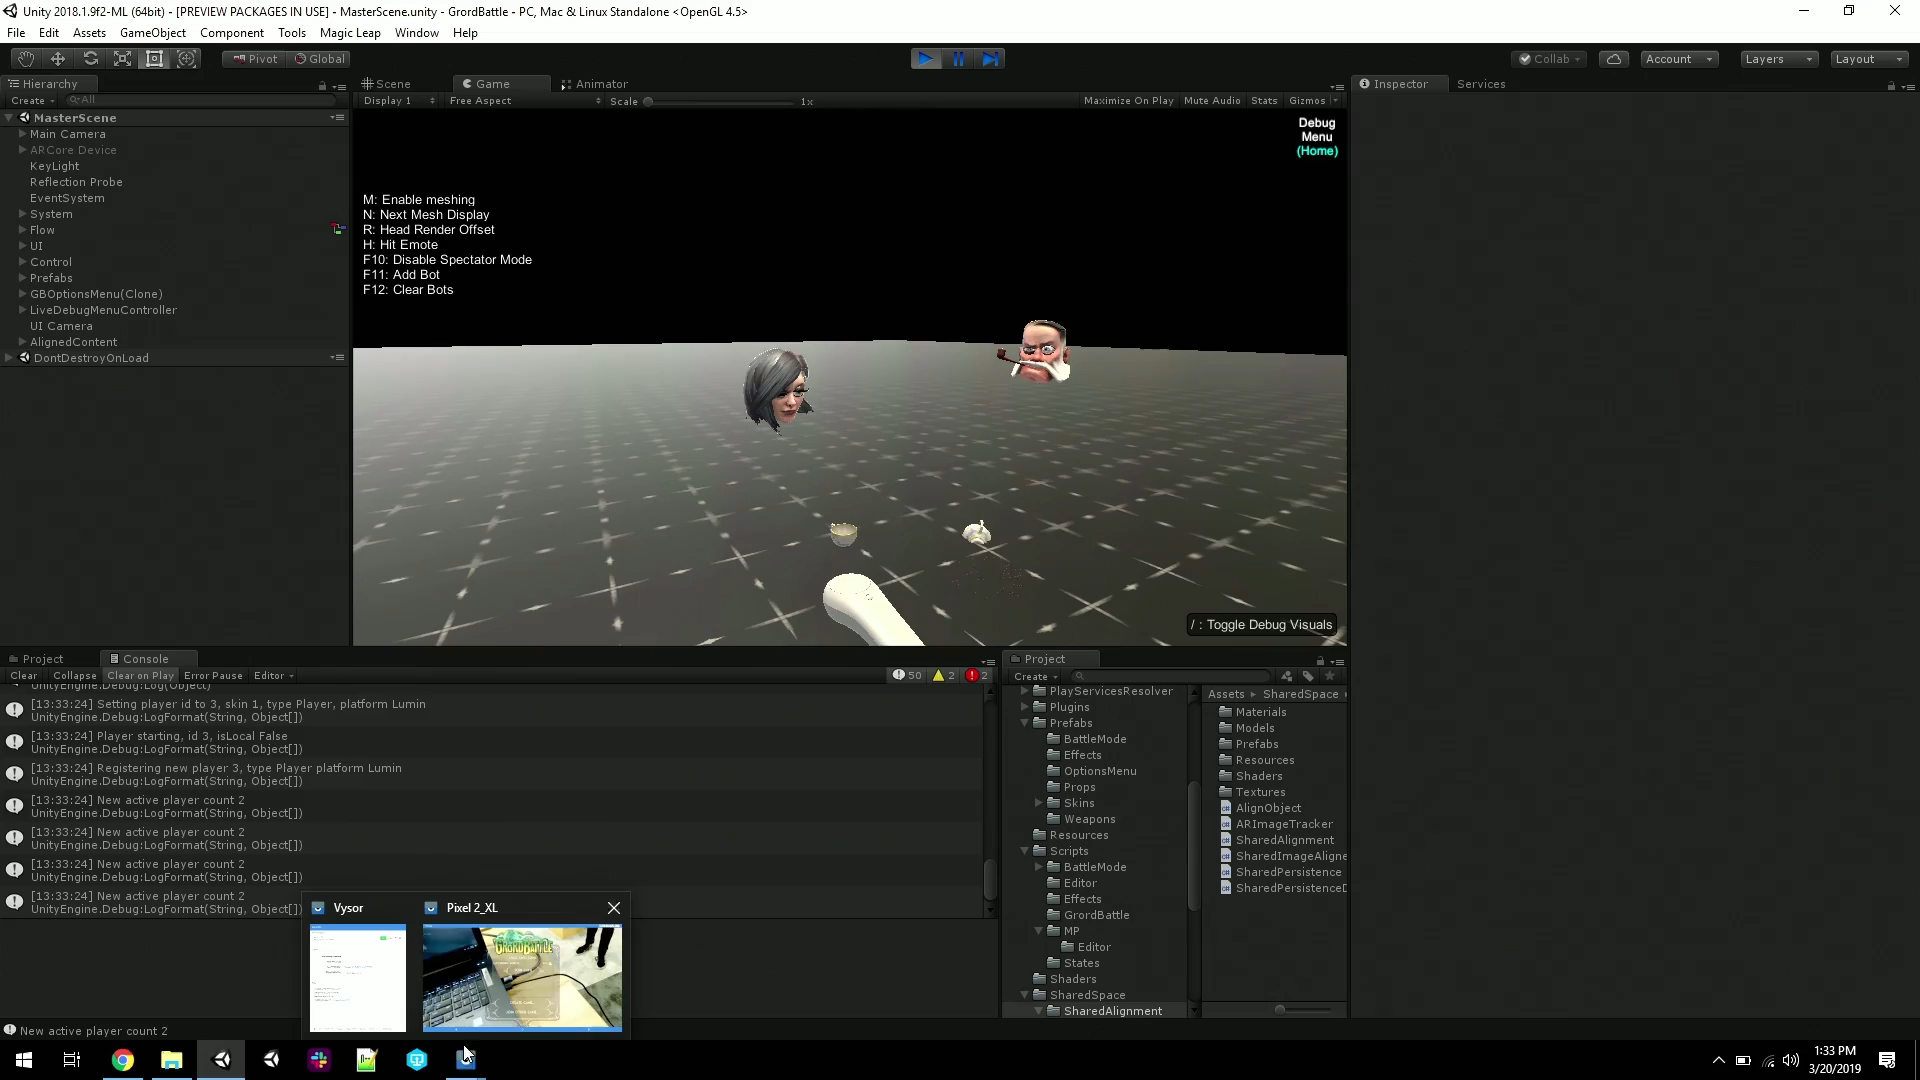 Unity 2018.1.9f2-ML (64bit) - [PREVIEW PACKAGES IN USE] - MasterScene.unity - GrordBattle - PC, Mac & Linux Standalone <OpenGL 4.5>
File Edit Assets GameObject Component Tools Magic Leap Window Help
Pivot Global Collab Account Layers Layout
Hierarchy
Create All
MasterScene
Main Camera
ARCore Device
KeyLight
Reflection Probe
EventSystem
System
Flow
UI
Control
Prefabs
GBOptionsMenu(Clone)
LiveDebugMenuController
UI Camera
AlignedContent
DontDestroyOnLoad
Scene Game Animator
Display 1 Free Aspect Scale 1x Maximize On Play Mute Audio Stats Gizmos
Debug
Menu
(Home)
M: Enable meshing
N: Next Mesh Display
R: Head Render Offset
H: Hit Emote
F10: Disable Spectator Mode
F11: Add Bot
F12: Clear Bots
/ : Toggle Debug Visuals
Inspector Services
Project Console
Clear Collapse Clear on Play Error Pause Editor 50 2 2
UnityEngine.Debug:Log(Object)
[13:33:24] Setting player id to 3, skin 1, type Player, platform Lumin
UnityEngine.Debug:LogFormat(String, Object[])
[13:33:24] Player starting, id 3, isLocal False
UnityEngine.Debug:LogFormat(String, Object[])
[13:33:24] Registering new player 3, type Player platform Lumin
UnityEngine.Debug:LogFormat(String, Object[])
[13:33:24] New active player count 2
UnityEngine.Debug:LogFormat(String, Object[])
[13:33:24] New active player count 2
UnityEngine.Debug:LogFormat(String, Object[])
[13:33:24] New active player count 2
UnityEngine.Debug:LogFormat(String, Object[])
[13:33:24] New active player count 2
UnityEngine.Debug:LogFormat(String, Object[])
New active player count 2
Vysor Pixel 2_XL
GRORDBATTLE
Project
Create
PlayServicesResolver
Plugins
Prefabs
BattleMode
Effects
OptionsMenu
Props
Skins
Weapons
Resources
Scripts
BattleMode
Editor
Effects
GrordBattle
MP
Editor
States
Shaders
SharedSpace
SharedAlignment
Assets SharedSpace
Materials
Models
Prefabs
Resources
Shaders
Textures
AlignObject
ARImageTracker
SharedAlignment
SharedImageAligne
SharedPersistence
SharedPersistenceD
1:33 PM
3/20/2019